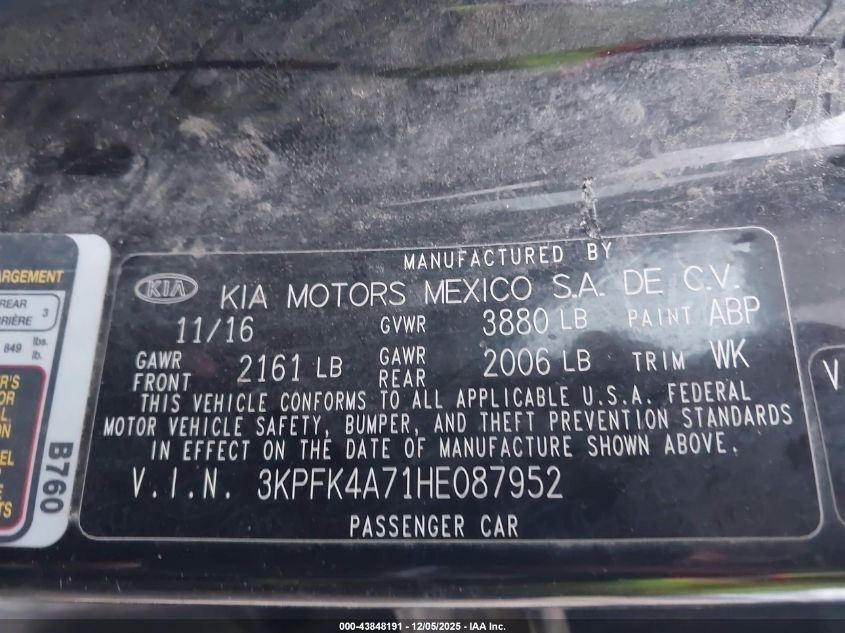 ARGEMENT
REAR
RRIÈRE 3
849 lbs.
lb.
B760
MANUFACTURED BY
KIA KIA MOTORS MEXICO S.A. DE C.V.
11/16 GVWR 3880 LB PAINT ABP
GAWR FRONT 2161 LB GAWR REAR 2006 LB TRIM WK
THIS VEHICLE CONFORMS TO ALL APPLICABLE U.S.A. FEDERAL
MOTOR VEHICLE SAFETY, BUMPER, AND THEFT PREVENTION STANDARDS
IN EFFECT ON THE DATE OF MANUFACTURE SHOWN ABOVE.
V.I.N. 3KPFK4A71HE087952
PASSENGER CAR
V
000-43848191 - 12/05/2025 - IAA Inc.